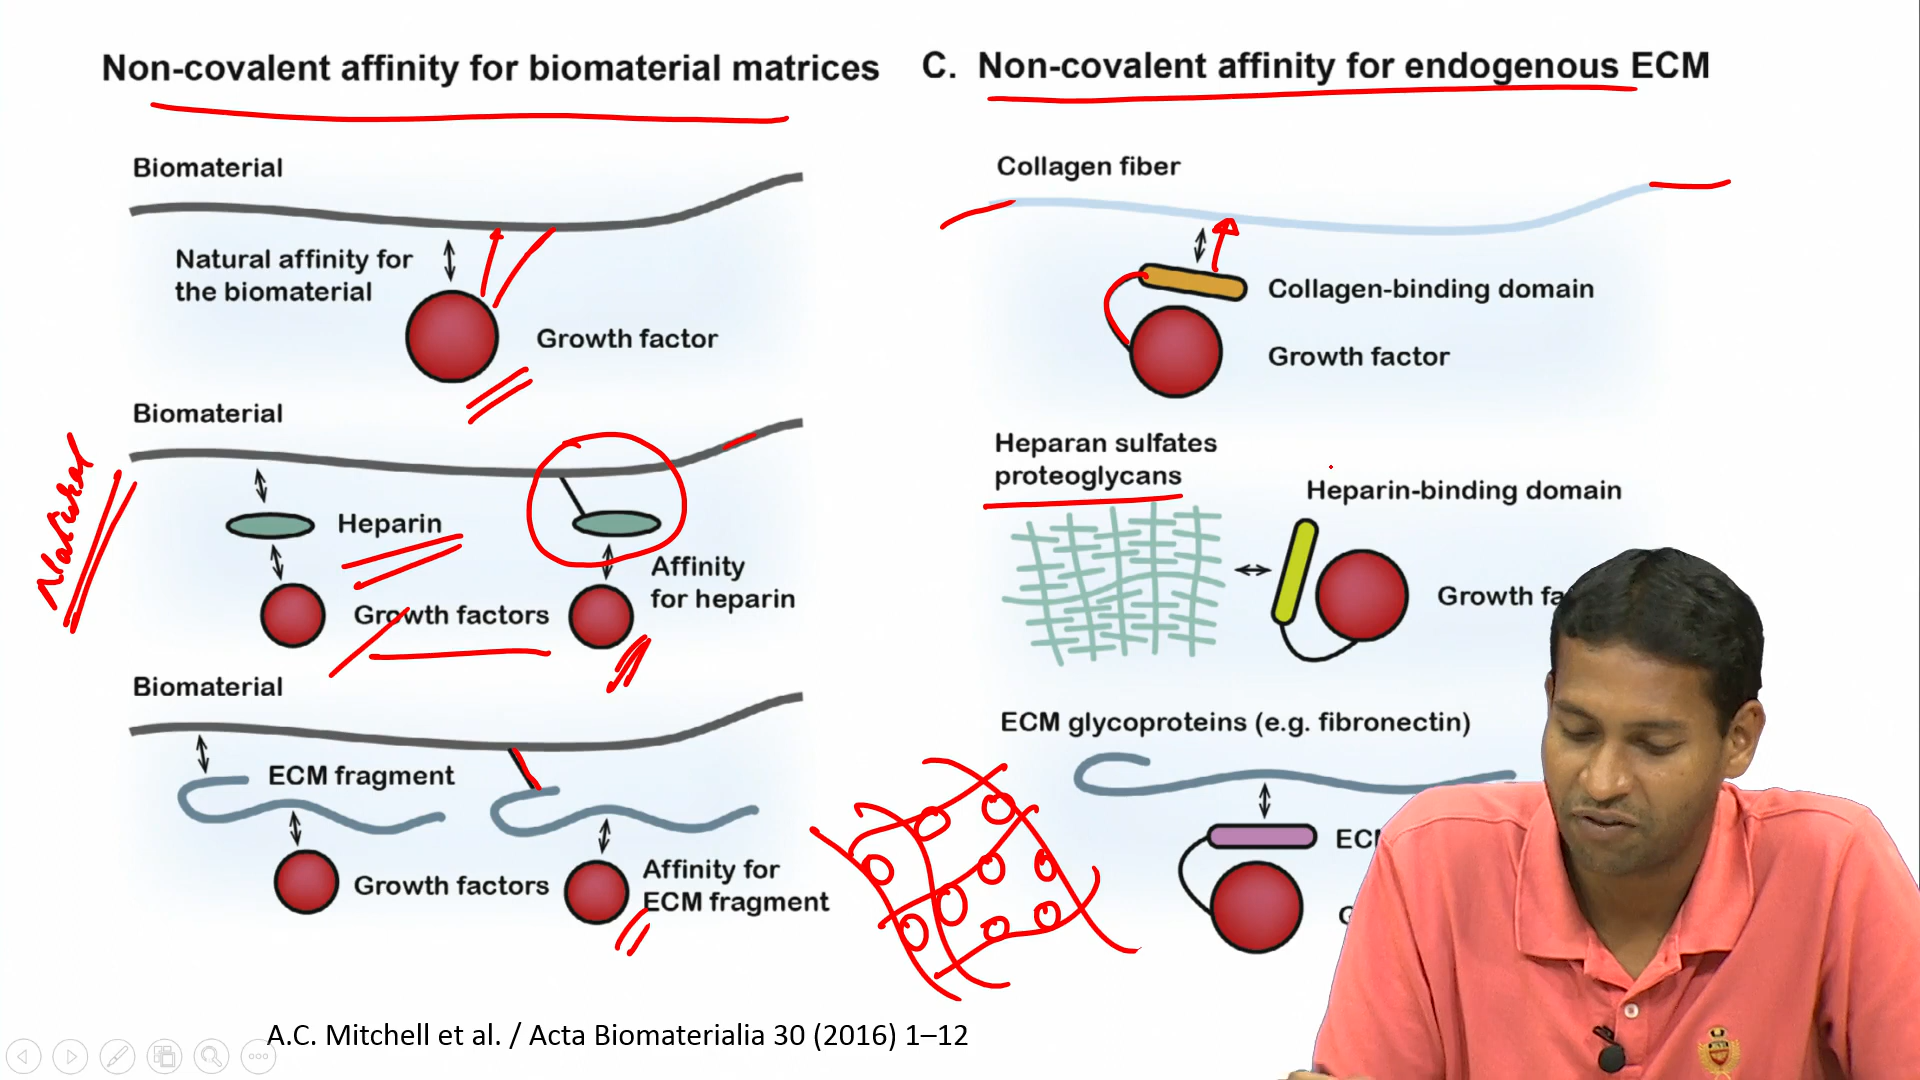 Non-covalent affinity for biomaterial matrices
Biomaterial
Natural affinity for
the biomaterial
Growth factor
Biomaterial
Natural
Heparin
Growth factors
Affinity
for heparin
Biomaterial
ECM fragment
Growth factors
Affinity for
ECM fragment
C. Non-covalent affinity for endogenous ECM
Collagen fiber
Collagen-binding domain
Growth factor
Heparan sulfates
proteoglycans
Heparin-binding domain
Growth fa
ECM glycoproteins (e.g. fibronectin)
A.C. Mitchell et al. / Acta Biomaterialia 30 (2016) 1–12